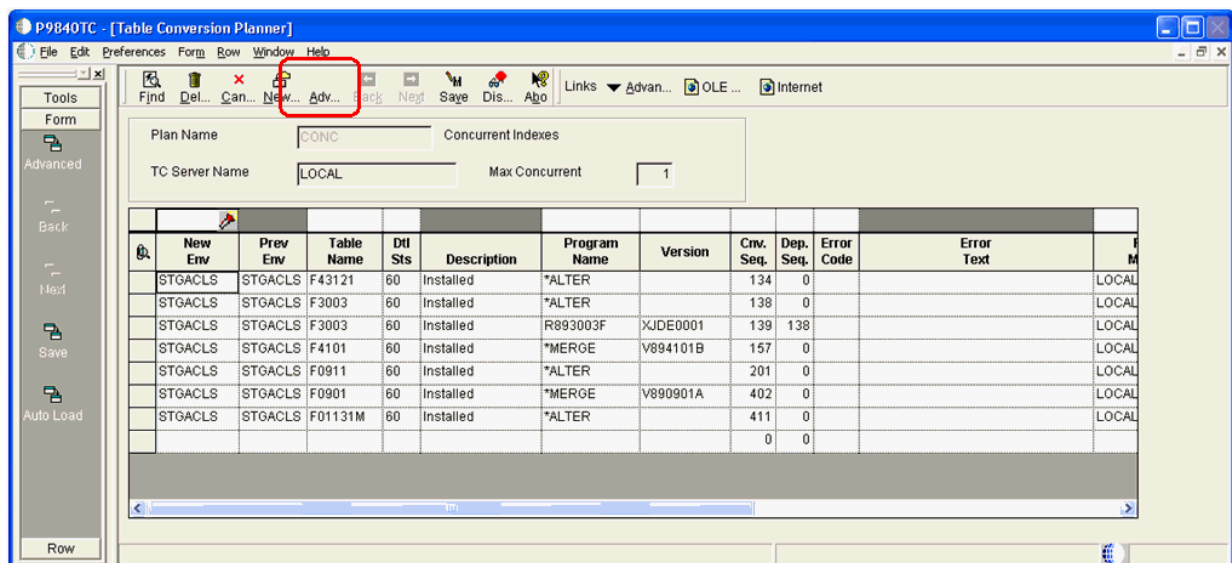 P9840TC - [Table Conversion Planner]
File Edit Preferences Form Row Window Help
Tools
Form
Advanced
Back
Next
Save
Auto Load
Row
Find Del... Can... New... Adv... Back Next Save Dis... Abo Links Advan... OLE ... Internet
Plan Name CONC Concurrent Indexes
TC Server Name LOCAL Max Concurrent 1
New Env Prev Env Table Name Dtl Sts Description Program Name Version Cnv. Seq. Dep. Seq. Error Code Error Text
STGACLS STGACLS F43121 60 Installed *ALTER 134 0 LOCAL
STGACLS STGACLS F3003 60 Installed *ALTER 138 0 LOCAL
STGACLS STGACLS F3003 60 Installed R893003F XJDE0001 139 138 LOCAL
STGACLS STGACLS F4101 60 Installed *MERGE V894101B 157 0 LOCAL
STGACLS STGACLS F0911 60 Installed *ALTER 201 0 LOCAL
STGACLS STGACLS F0901 60 Installed *MERGE V890901A 402 0 LOCAL
STGACLS STGACLS F01131M 60 Installed *ALTER 411 0 LOCAL
0 0